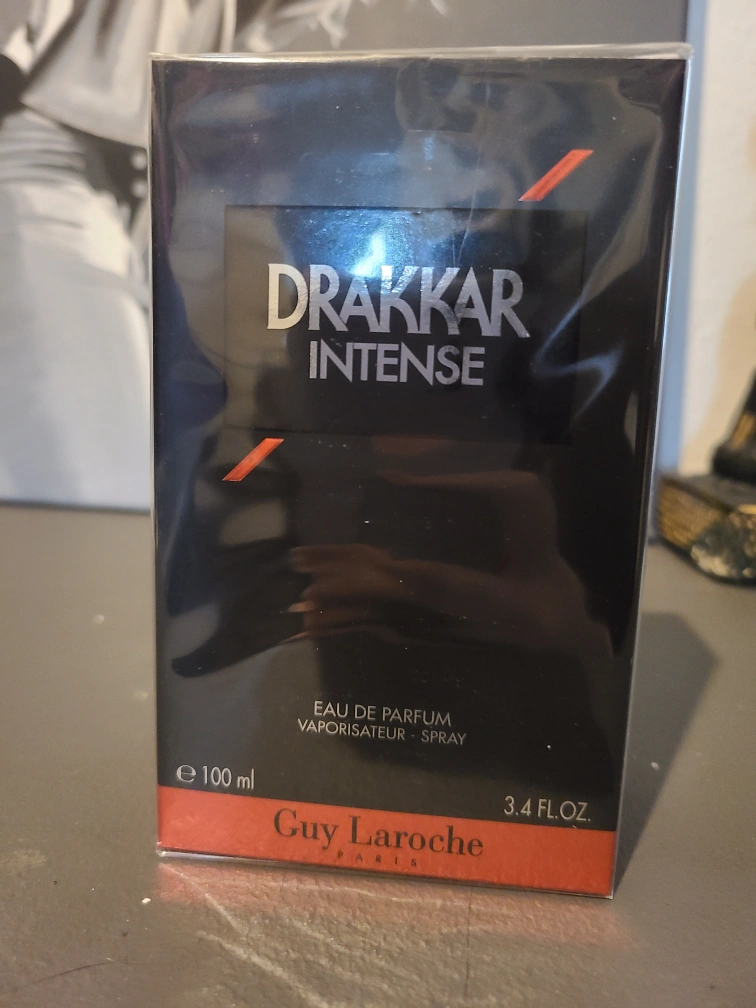 DRAKKAR
INTENSE
EAU DE PARFUM
VAPORISATEUR - SPRAY
℮ 100 ml
3.4 FL.OZ.
Guy Laroche
PARIS